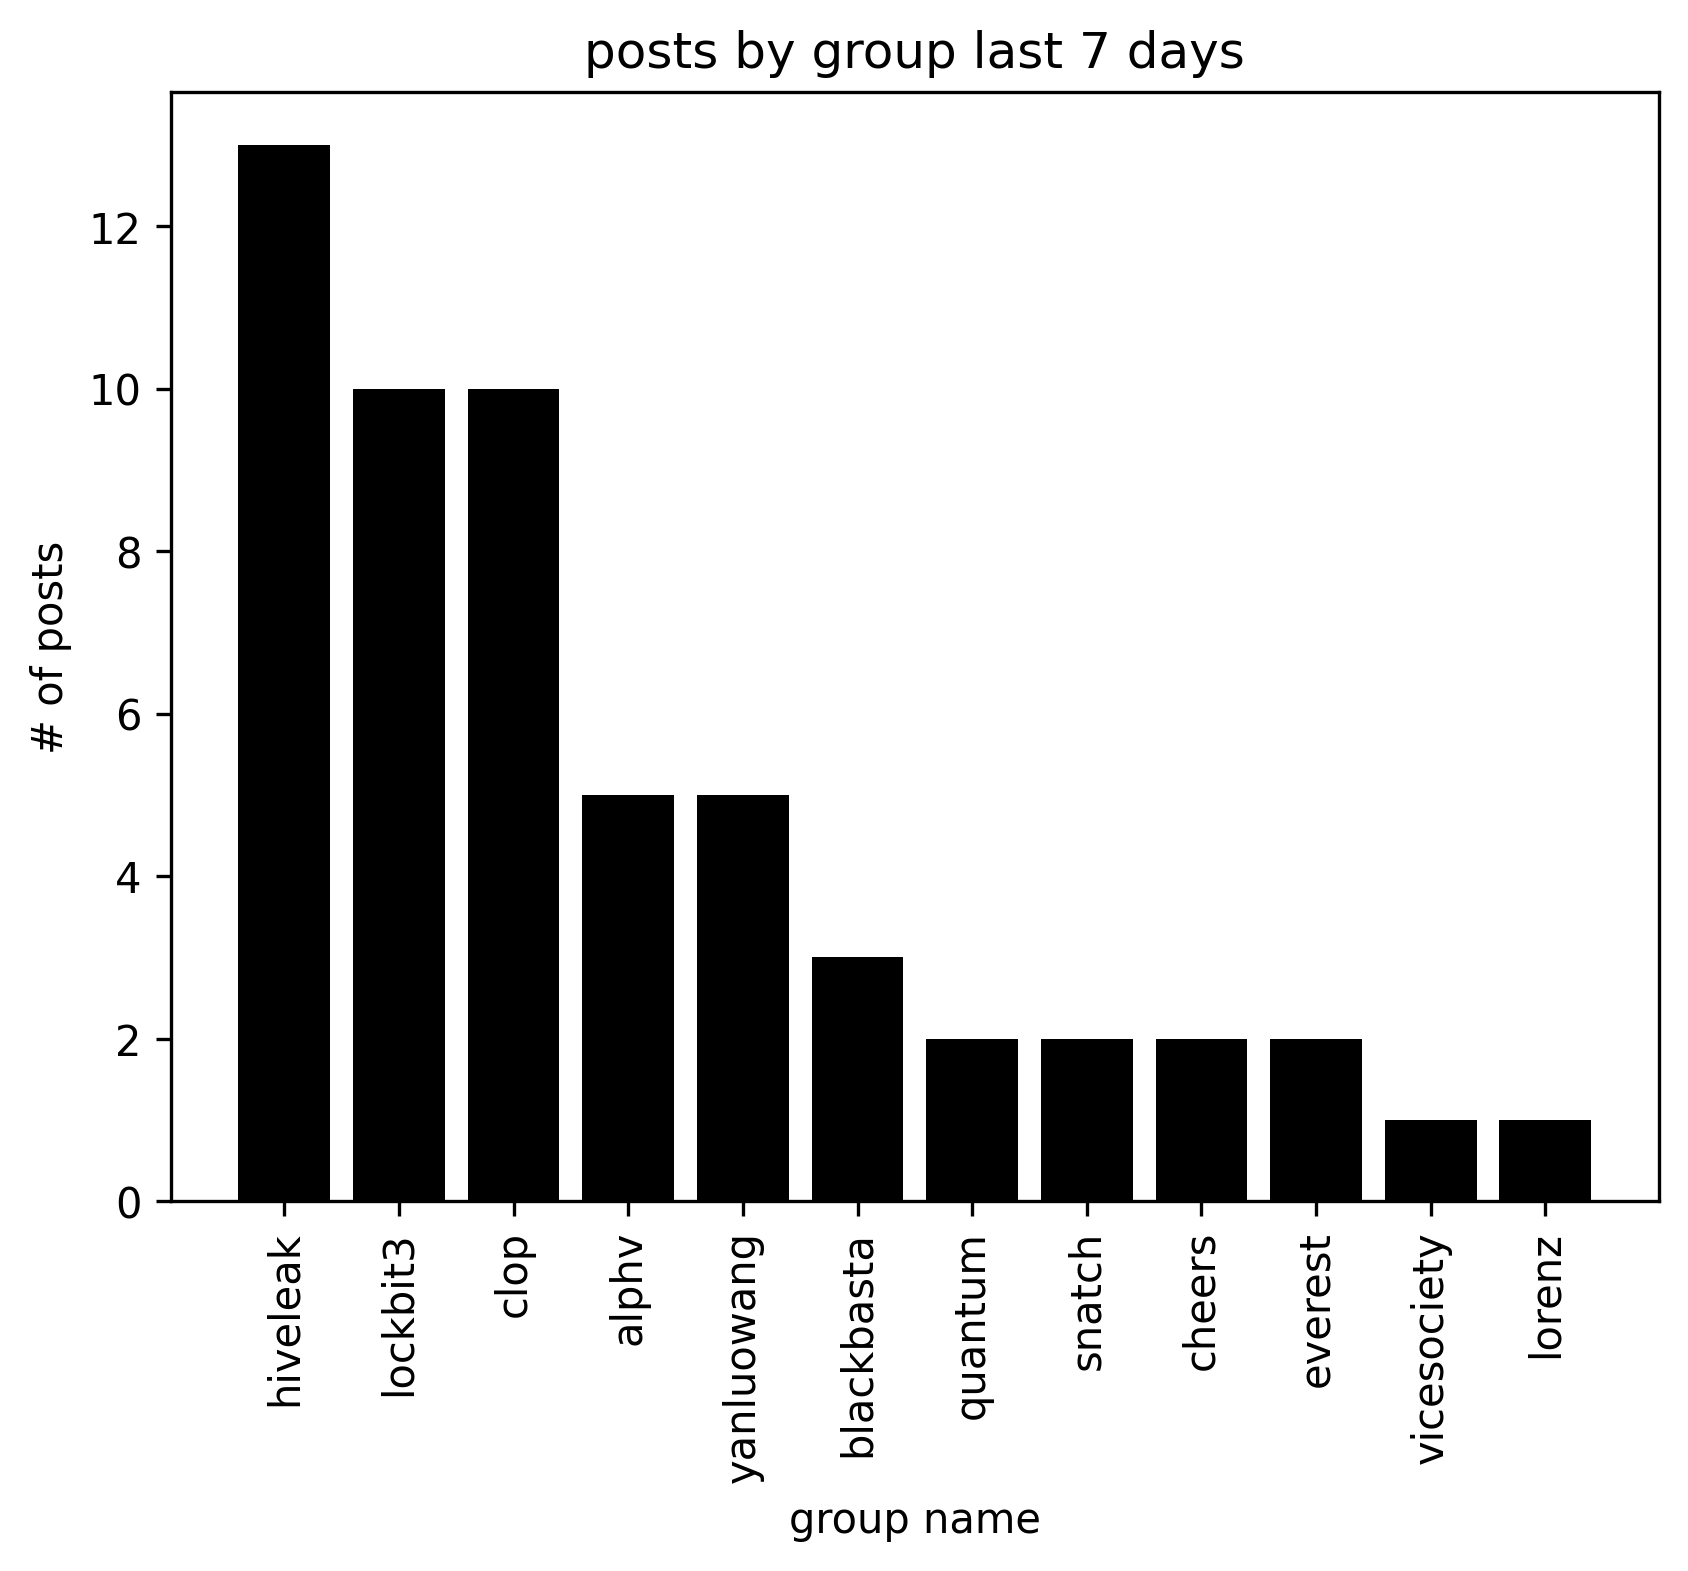 posts by group last 7 days
# of posts
12
10
8
6
4
2
0
hiveleak
lockbit3
clop
alphv
yanluowang
blackbasta
quantum
snatch
cheers
everest
vicesociety
lorenz
group name